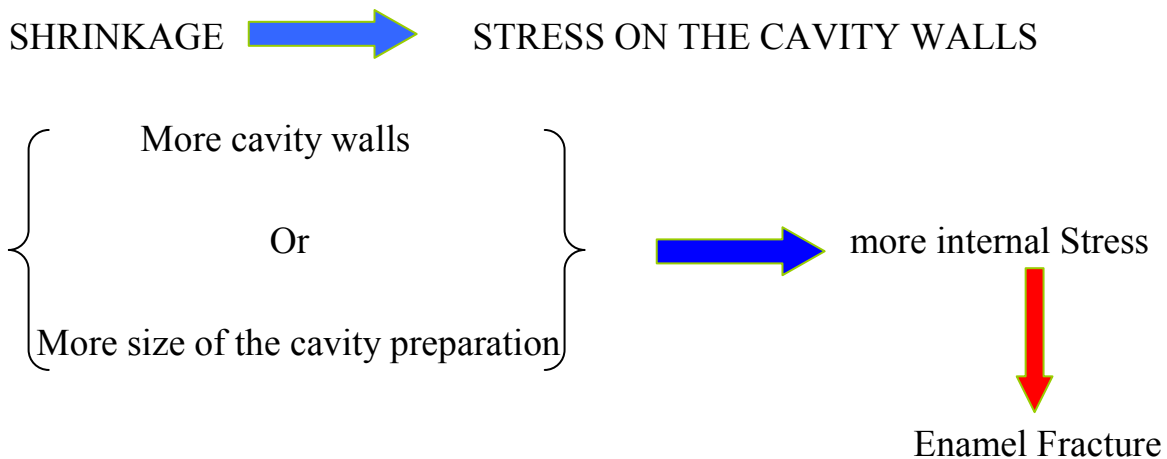 SHRINKAGE STRESS ON THE CAVITY WALLS
More cavity walls
Or
more internal Stress
More size of the cavity preparation
Enamel Fracture